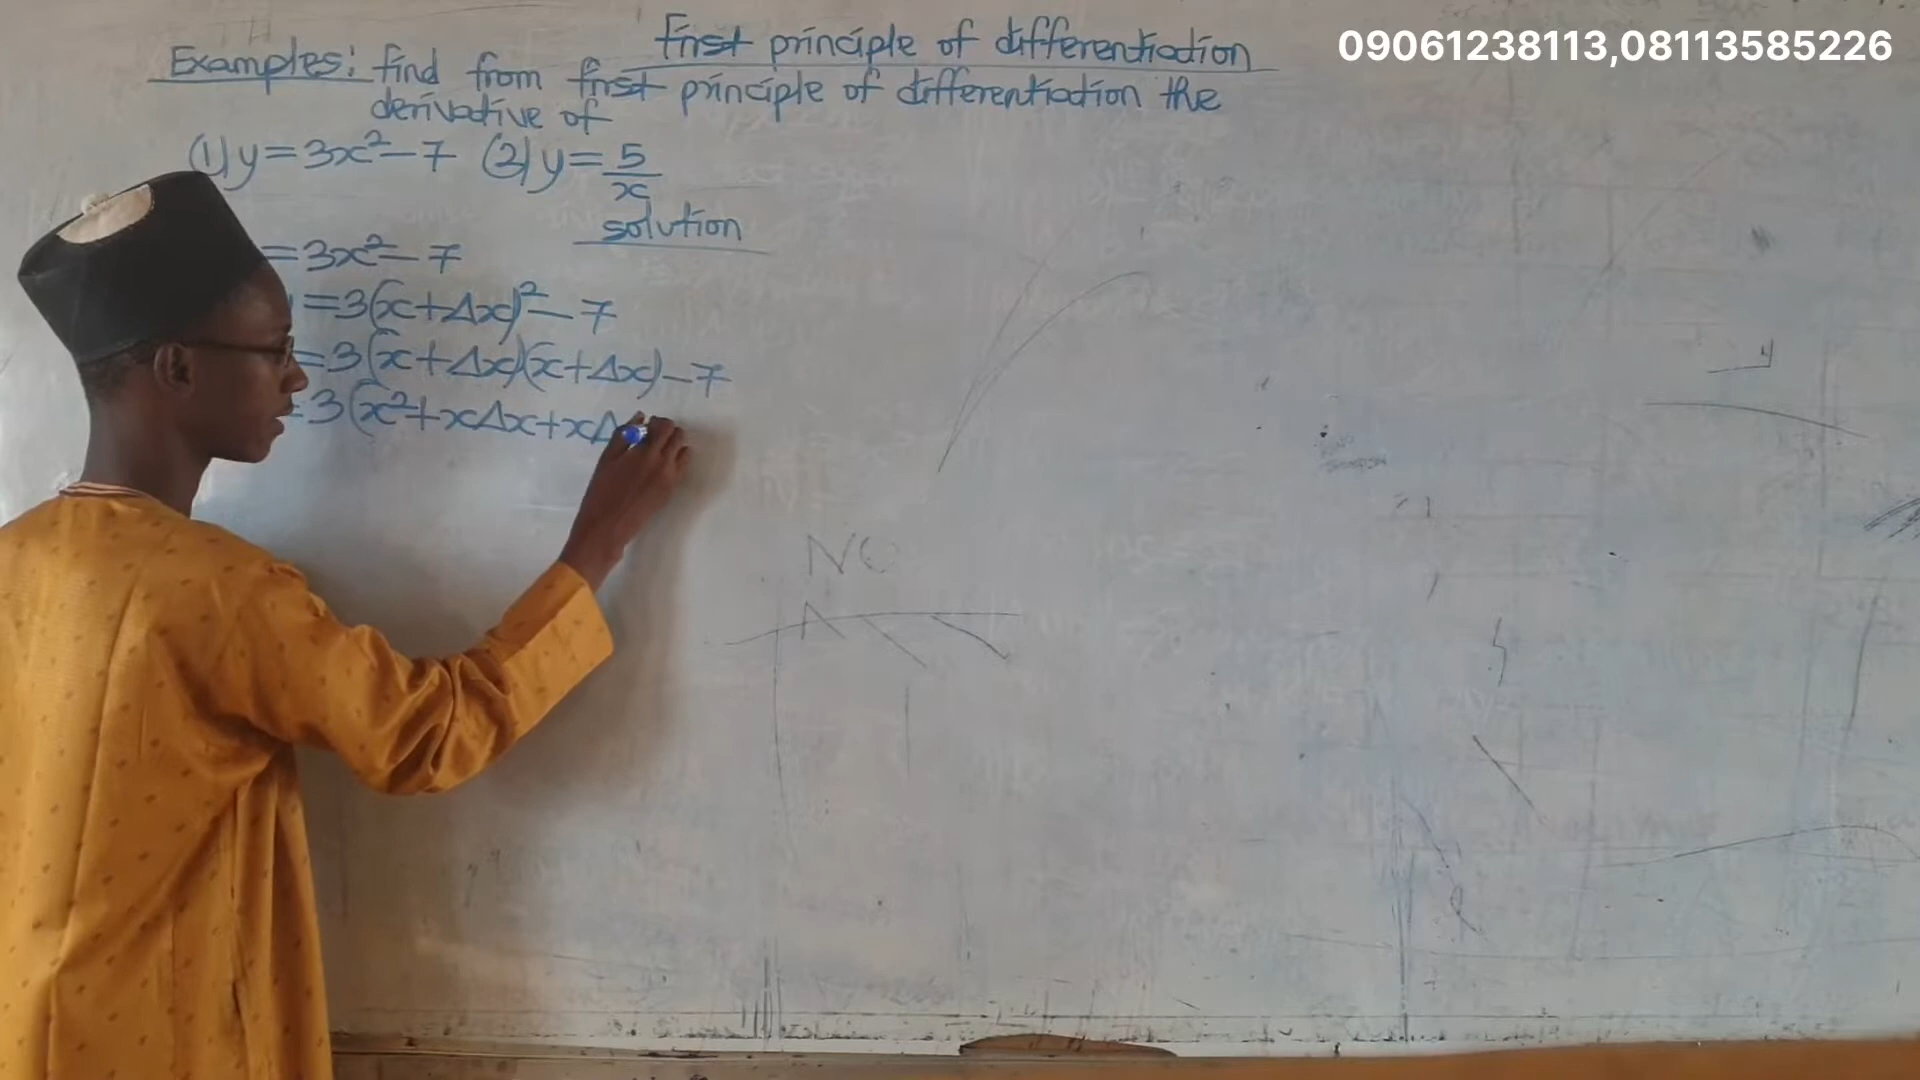 First principle of differentiation
09061238113,08113585226
Examples: find from first principle of differentiation the
derivative of
(1) y=3x²-7 (2) y=5/x
solution
=3x²-7
=3(x+Δx)²-7
=3(x+Δx)(x+Δx)-7
=3(x²+xΔx+xΔ